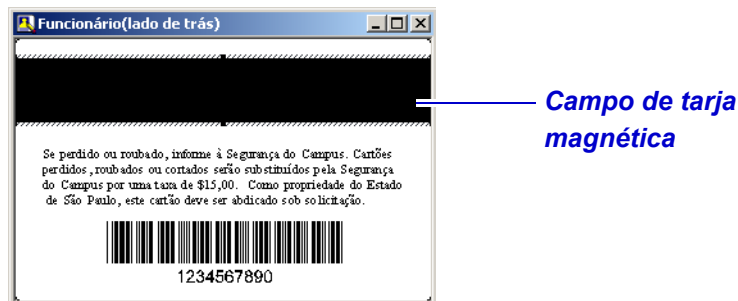 Funcionário(lado de trás)
Campo de tarja
magnética
Se perdido ou roubado, informe à Segurança do Campus. Cartões
perdidos, roubados ou cortados serão substituídos pela Segurança
do Campus por uma taxa de $15,00. Como propriedade do Estado
de São Paulo, este cartão deve ser abdicado sob solicitação.
1234567890